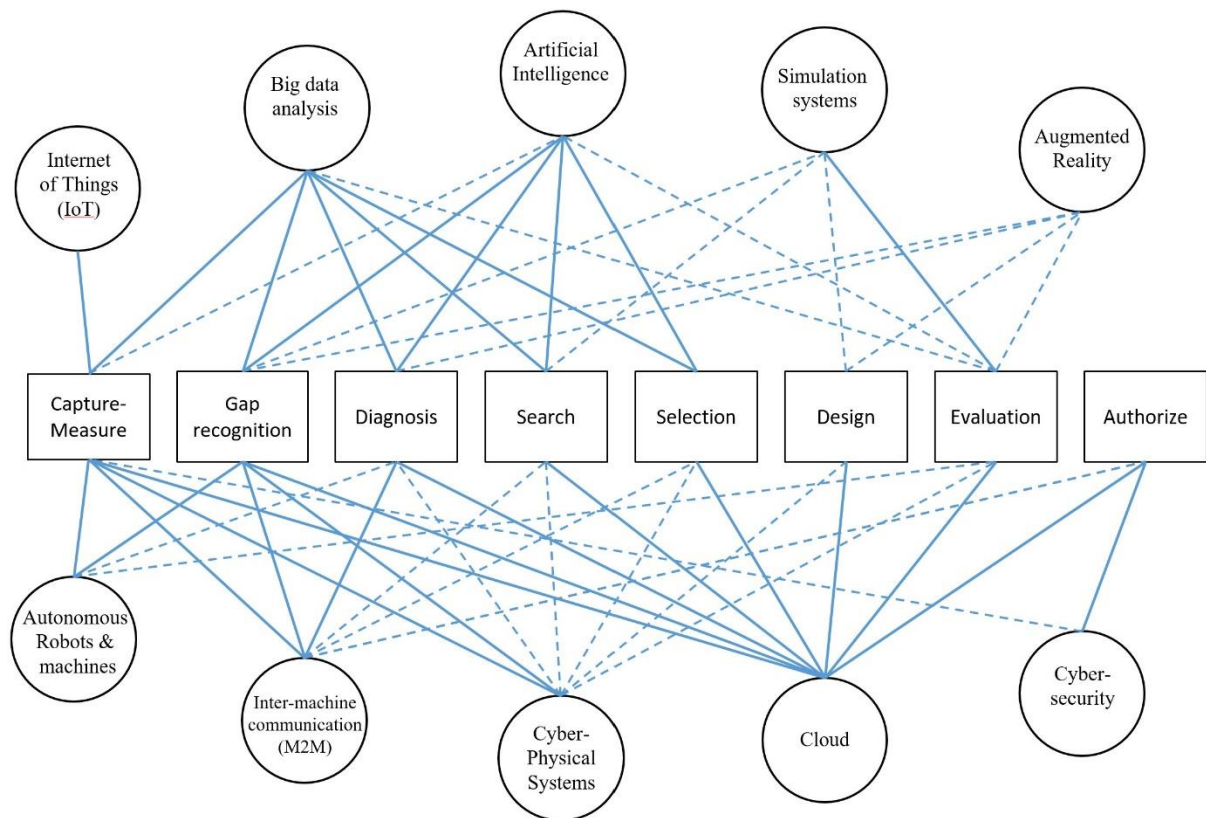 Artificial
Intelligence
Simulation
systems
Big data
analysis
Augmented
Reality
Internet
of Things
(IoT)
Capture-
Measure
Gap
recognition
Diagnosis
Search
Selection
Design
Evaluation
Authorize
Autonomous
Robots &
machines
Inter-machine
communication
(M2M)
Cyber-
Physical
Systems
Cloud
Cyber-
security